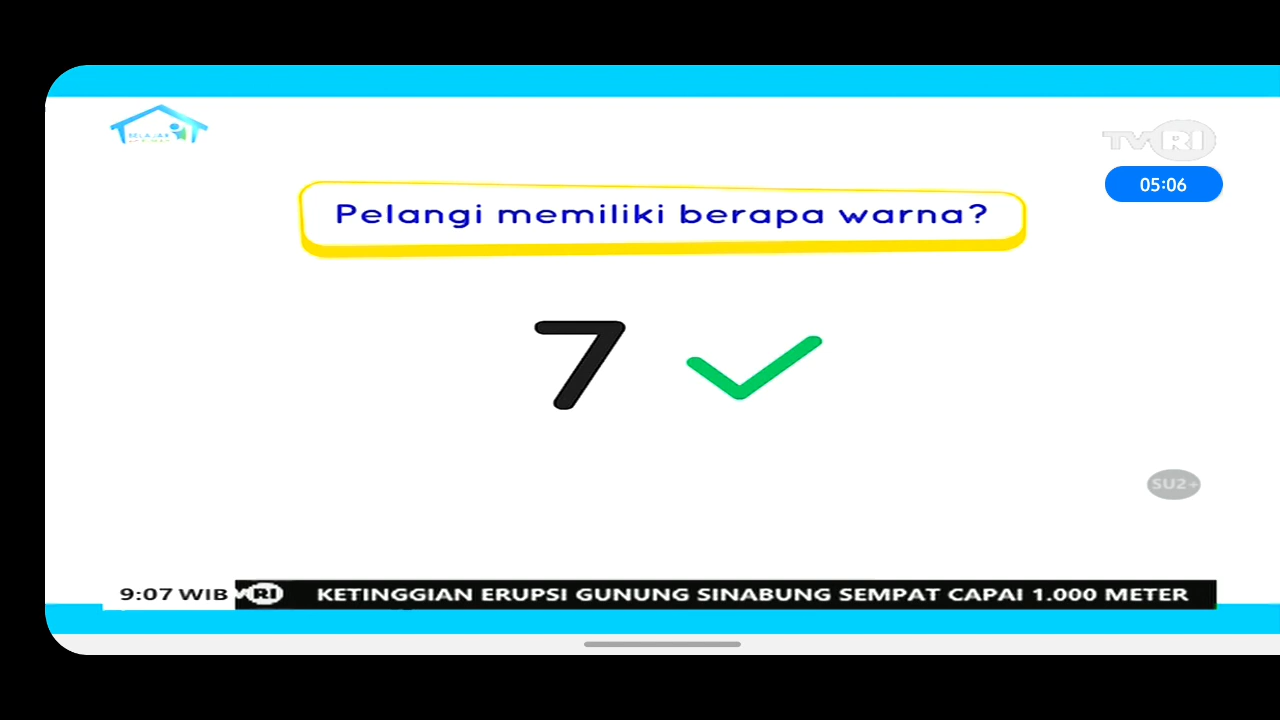 BELAJAR
TVRI
05:06
Pelangi memiliki berapa warna?
7
SU2+
9:07 WIB
KETINGGIAN ERUPSI GUNUNG SINABUNG SEMPAT CAPAI 1.000 METER